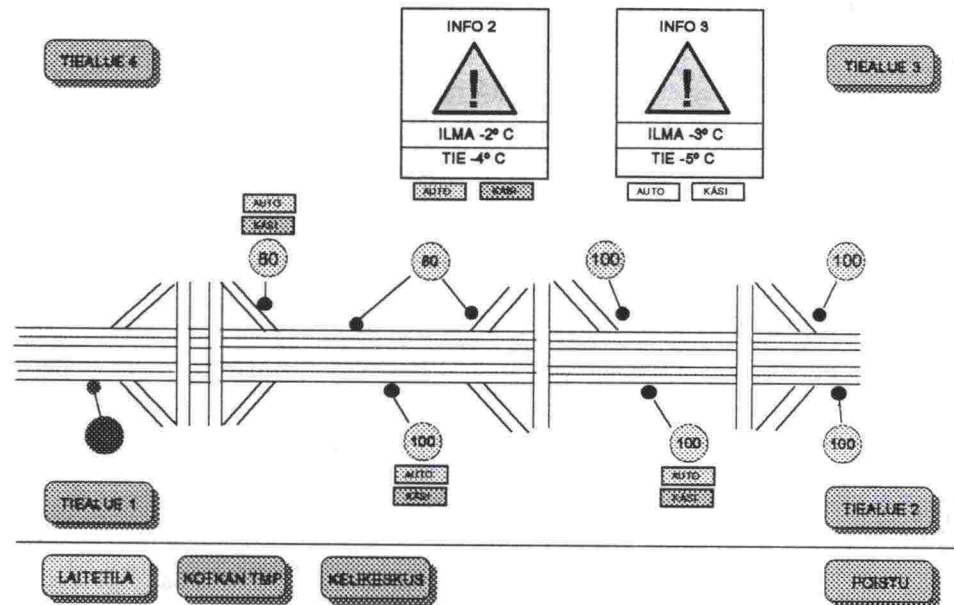 INFO 2
INFO 3
TIEALUE 4
TIEALUE 3
!
!
ILMA -2° C
ILMA -3° C
TIE -4° C
TIE -5° C
AUTO KÄSI
AUTO KÄSI
AUTO
KÄSI
80
80
100
100
100
100
100
AUTO
KÄSI
AUTO
KÄSI
TIEALUE 1
TIEALUE 2
LAITETILA
KOTKAN TMP
KELIKESKUS
POISTU